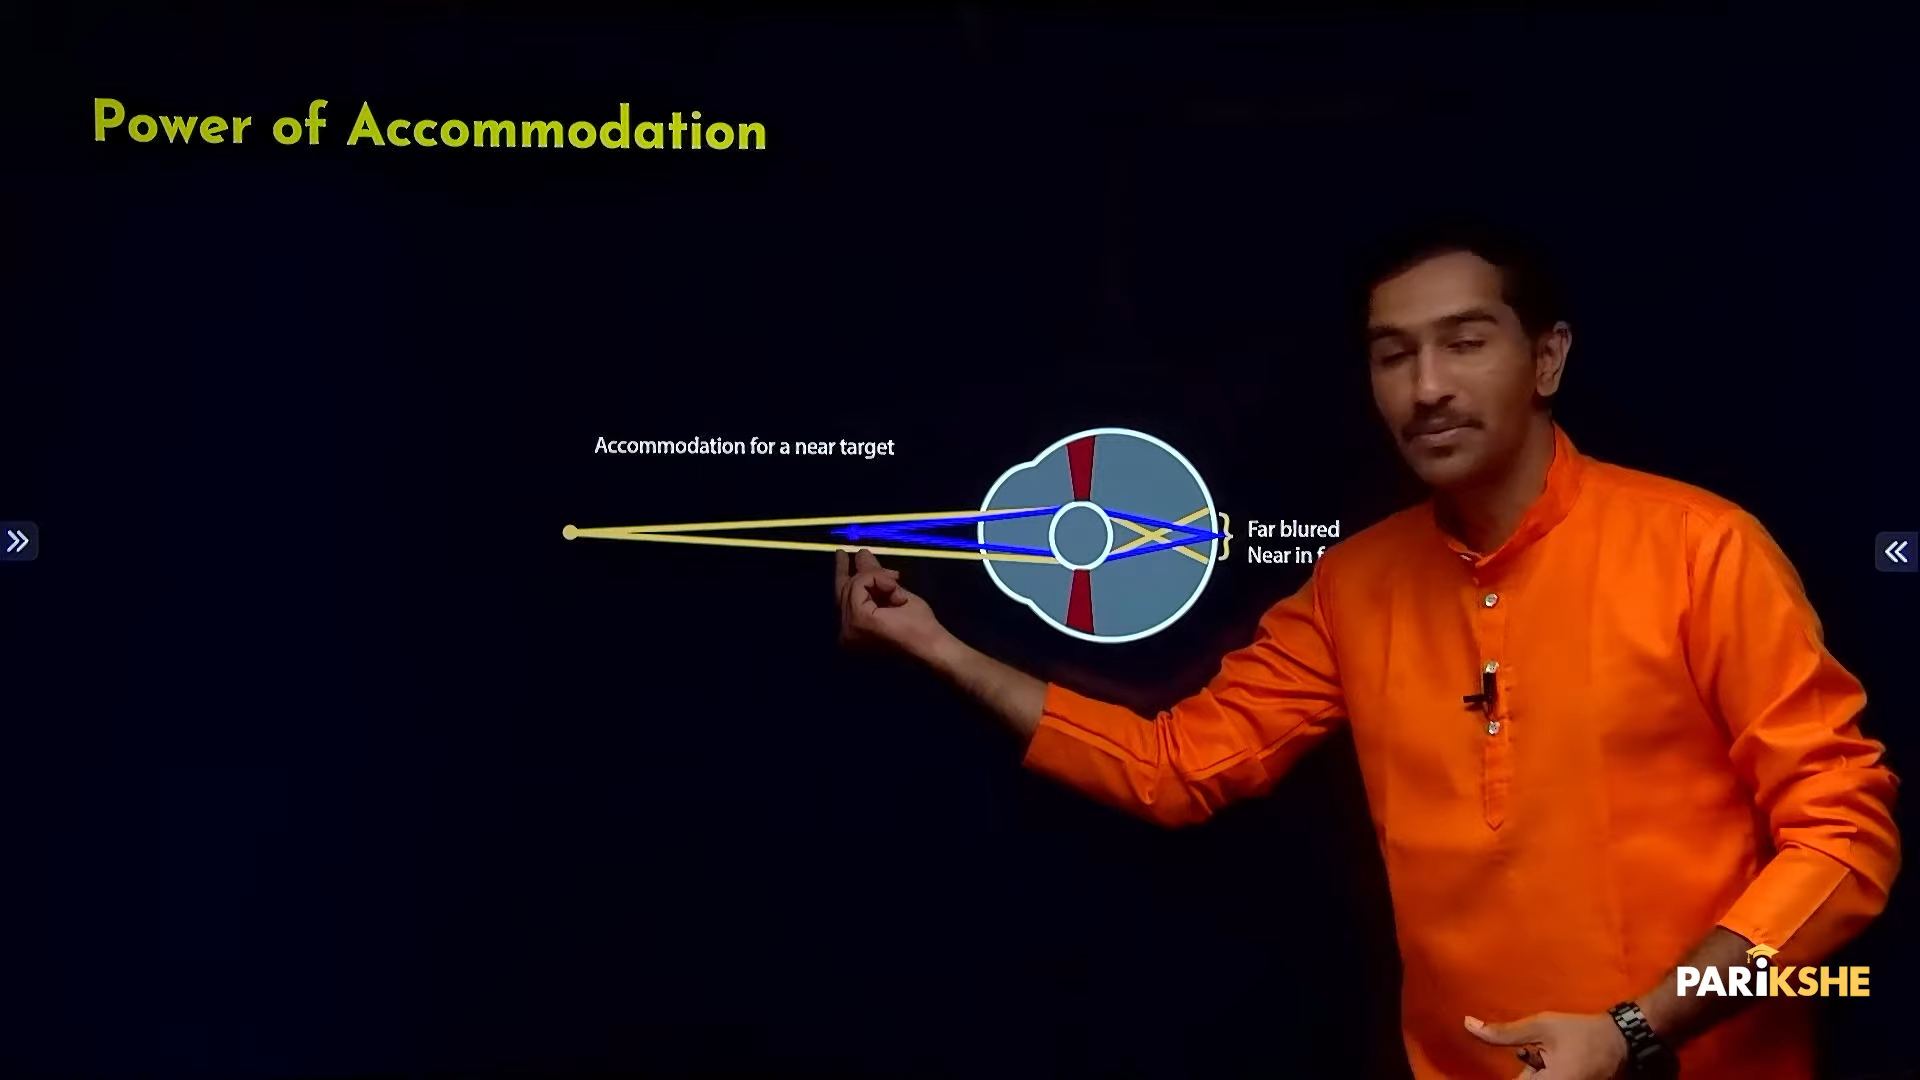 Power of Accommodation
Accommodation for a near target
Far blured
Near in
PARiKSHE